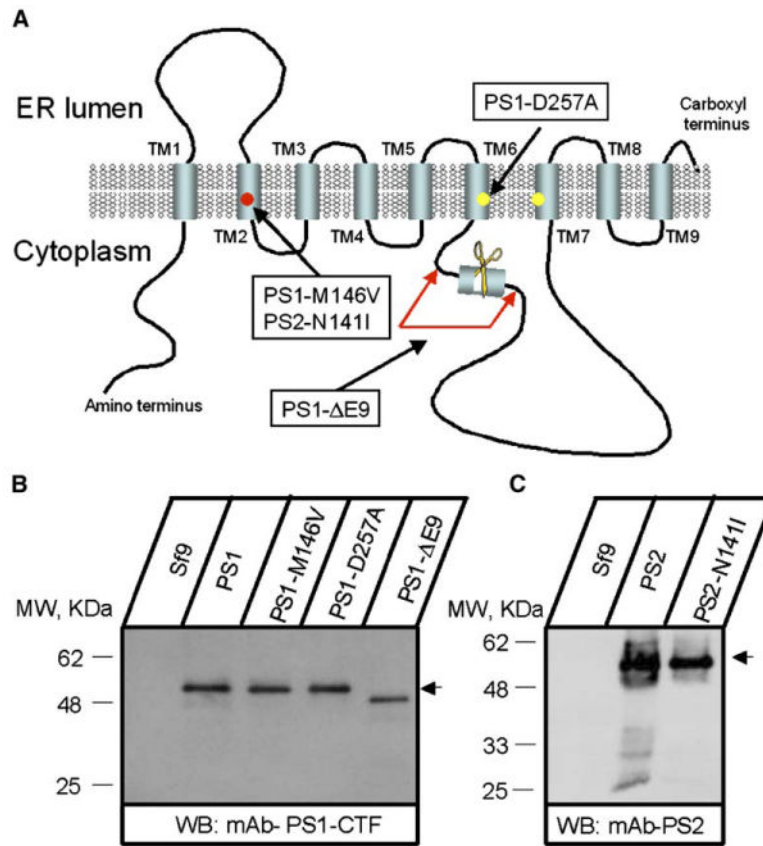 A
ER lumen
PS1-D257A
Carboxyl
terminus
TM1
TM3
TM5
TM6
TM8
Cytoplasm
TM2
TM4
TM7
TM9
PS1-M146V
PS2-N141I
Amino terminus
PS1-ΔE9
B
Sf9
PS1
PS1-M146V
PS1-D257A
PS1-ΔE9
MW, KDa
62
48
25
WB: mAb- PS1-CTF
C
Sf9
PS2
PS2-N141I
MW, KDa
62
48
33
25
WB: mAb-PS2